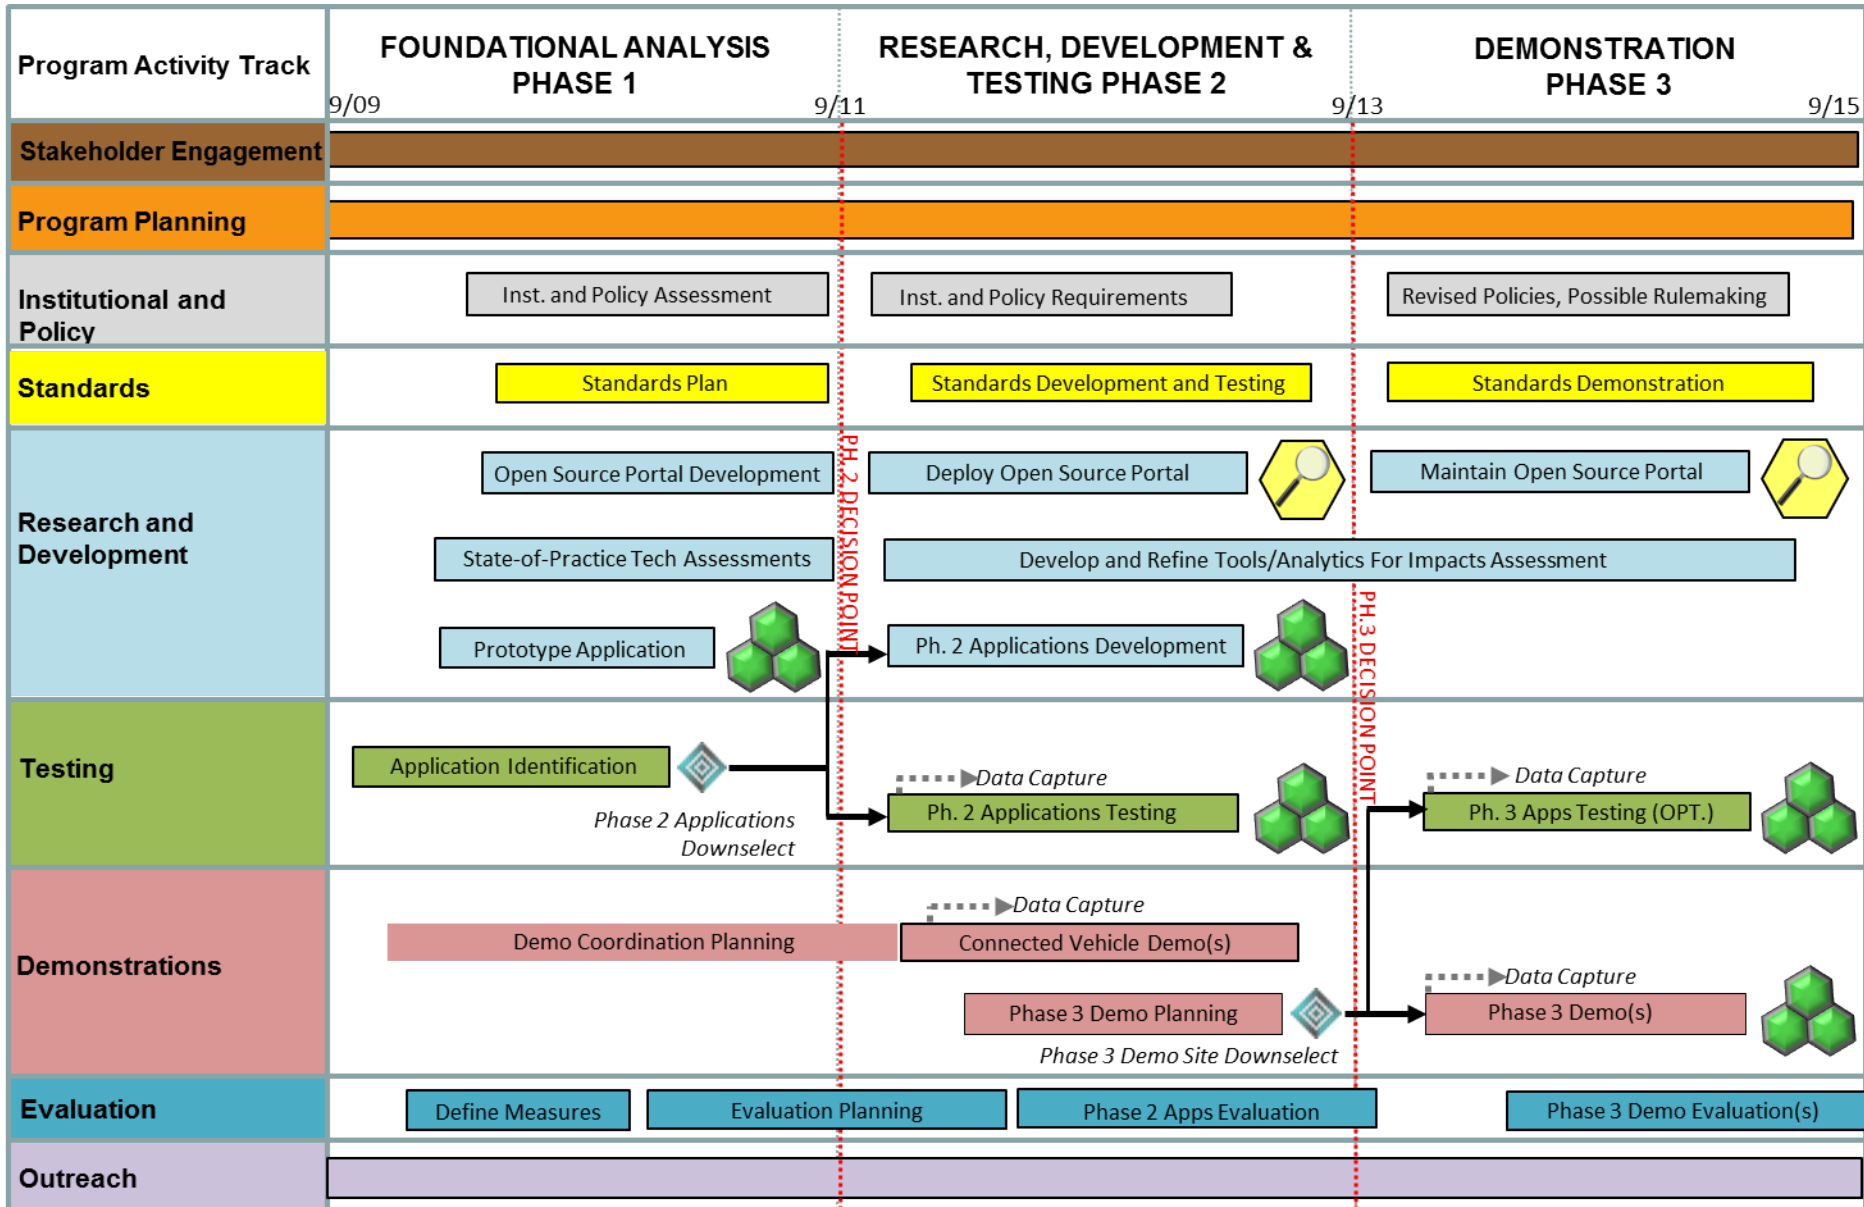 Program Activity Track
FOUNDATIONAL ANALYSIS
PHASE 1
RESEARCH, DEVELOPMENT &
TESTING PHASE 2
DEMONSTRATION
PHASE 3
9/09
9/11
9/13
9/15
Stakeholder Engagement
Program Planning
Institutional and
Policy
Inst. and Policy Assessment
Inst. and Policy Requirements
Revised Policies, Possible Rulemaking
Standards
Standards Plan
Standards Development and Testing
Standards Demonstration
Research and
Development
Open Source Portal Development
Deploy Open Source Portal
Maintain Open Source Portal
State-of-Practice Tech Assessments
Develop and Refine Tools/Analytics For Impacts Assessment
Prototype Application
Ph. 2 Applications Development
PH. 2 DECISION POINT
PH.3 DECISION POINT
Testing
Application Identification
Phase 2 Applications
Downselect
Data Capture
Ph. 2 Applications Testing
Data Capture
Ph. 3 Apps Testing (OPT.)
Demonstrations
Demo Coordination Planning
Data Capture
Connected Vehicle Demo(s)
Phase 3 Demo Planning
Phase 3 Demo Site Downselect
Data Capture
Phase 3 Demo(s)
Evaluation
Define Measures
Evaluation Planning
Phase 2 Apps Evaluation
Phase 3 Demo Evaluation(s)
Outreach